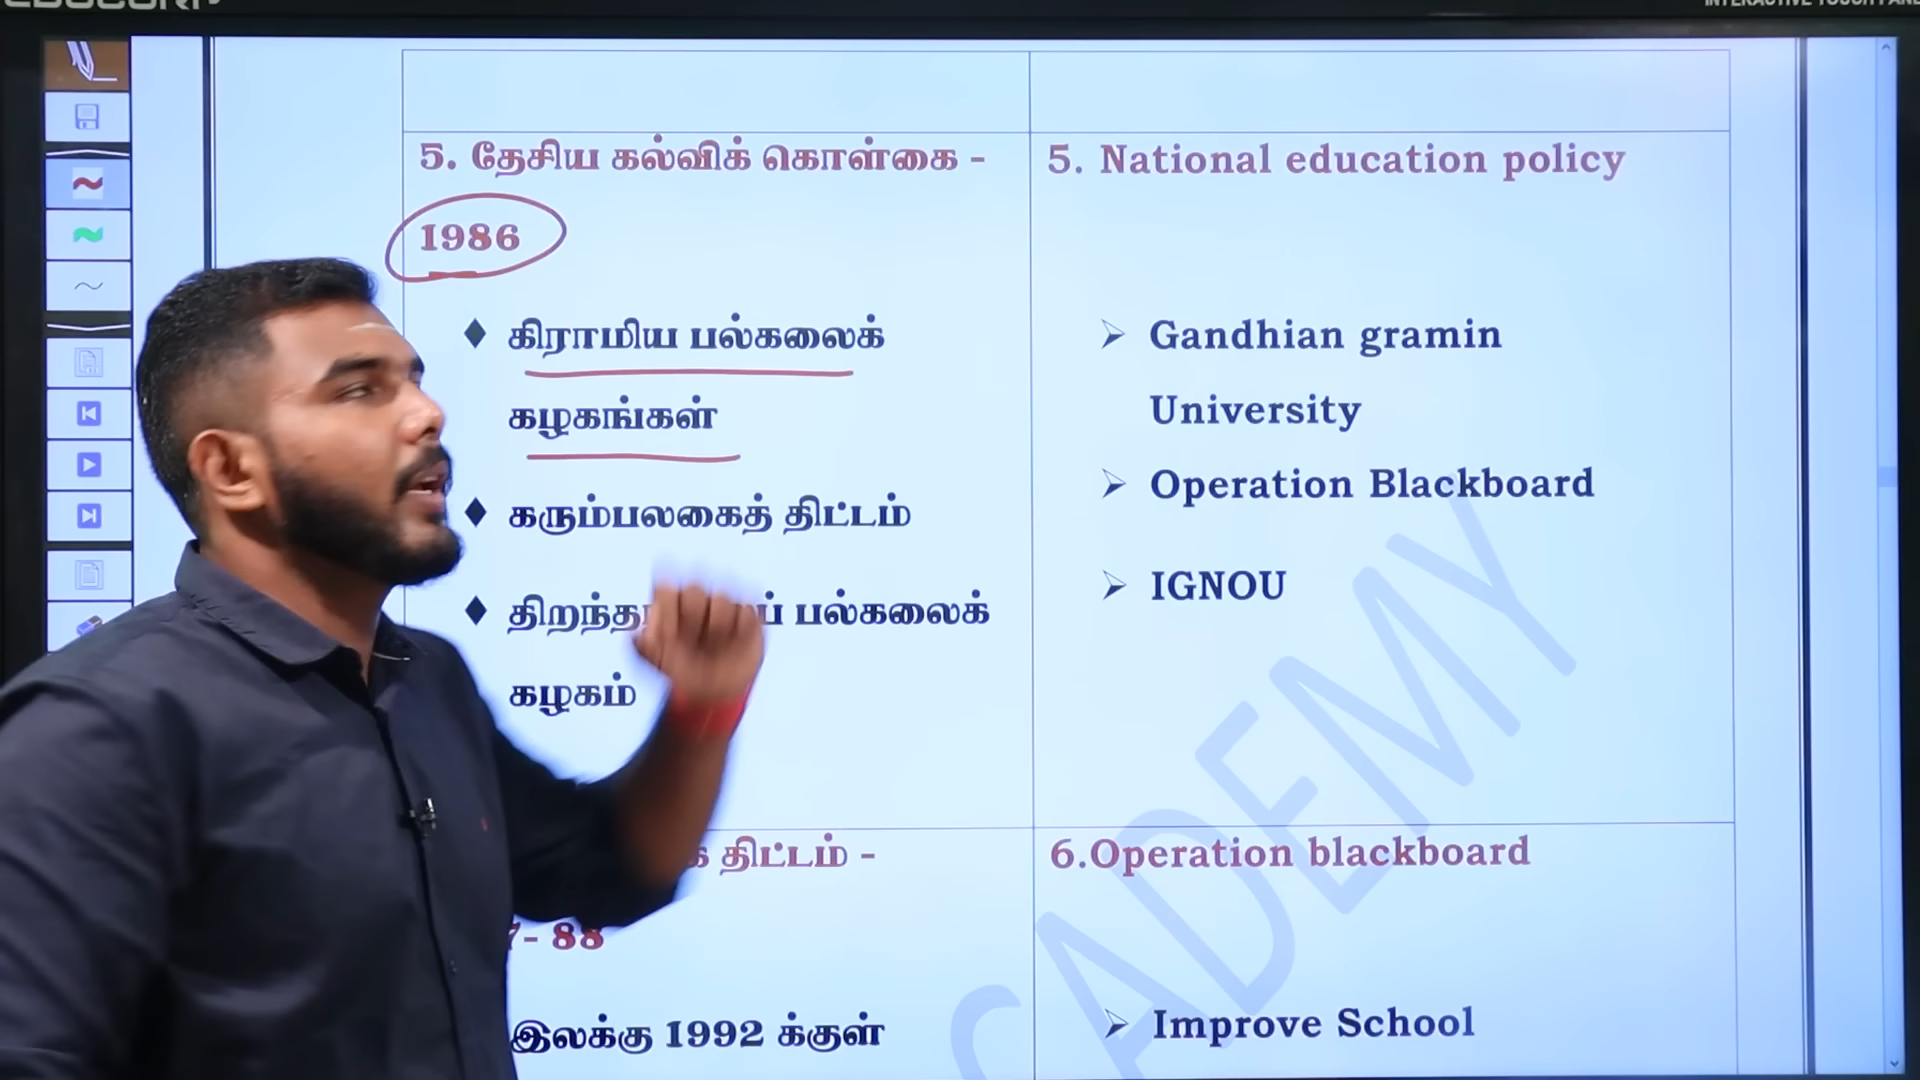 5. தேசிய கல்விக் கொள்கை -
1986
♦ கிராமிய பல்கலைக்
கழகங்கள்
♦ கரும்பலகைத் திட்டம்
♦ பல்கலைக்
கழகம்
திட்டம் -
- 88
இலக்கு 1992 க்குள்
5. National education policy
➢ Gandhian gramin
University
➢ Operation Blackboard
➢ IGNOU
6.Operation blackboard
➢ Improve School
CADEMY